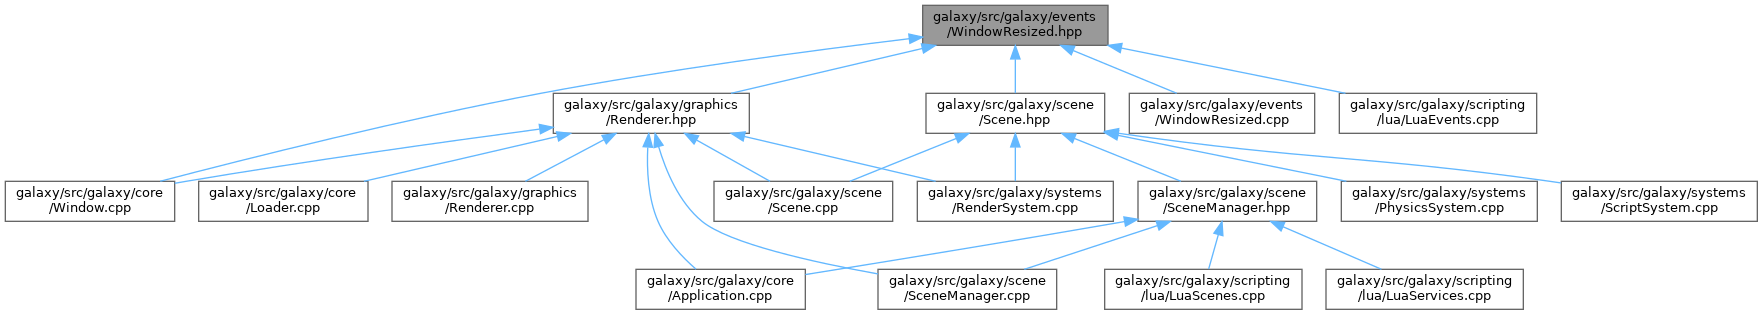 galaxy/src/galaxy/events
/WindowResized.hpp
galaxy/src/galaxy/graphics
/Renderer.hpp
galaxy/src/galaxy/scene
/Scene.hpp
galaxy/src/galaxy/events
/WindowResized.cpp
galaxy/src/galaxy/scripting
/lua/LuaEvents.cpp
galaxy/src/galaxy/core
/Window.cpp
galaxy/src/galaxy/core
/Loader.cpp
galaxy/src/galaxy/graphics
/Renderer.cpp
galaxy/src/galaxy/scene
/Scene.cpp
galaxy/src/galaxy/systems
/RenderSystem.cpp
galaxy/src/galaxy/scene
/SceneManager.hpp
galaxy/src/galaxy/systems
/PhysicsSystem.cpp
galaxy/src/galaxy/systems
/ScriptSystem.cpp
galaxy/src/galaxy/core
/Application.cpp
galaxy/src/galaxy/scene
/SceneManager.cpp
galaxy/src/galaxy/scripting
/lua/LuaScenes.cpp
galaxy/src/galaxy/scripting
/lua/LuaServices.cpp